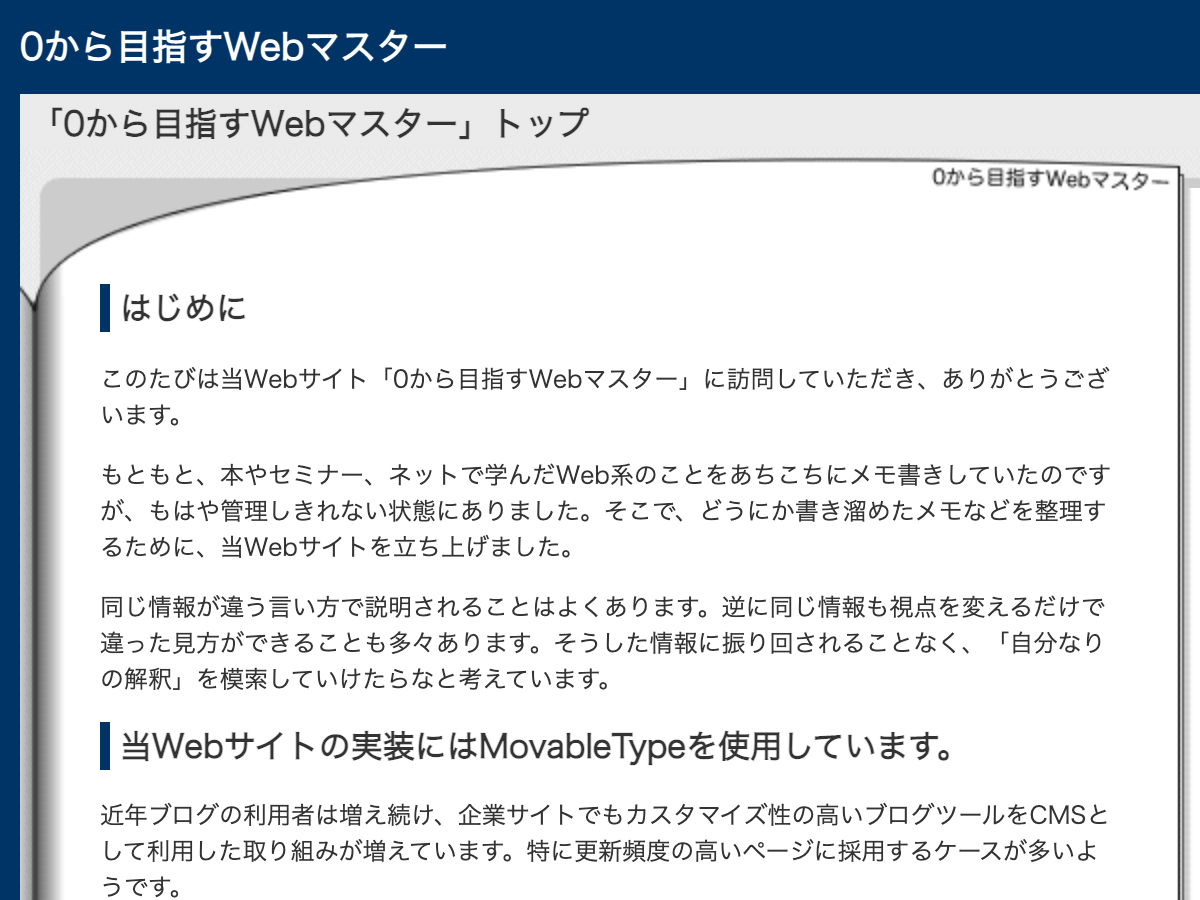 0から目指すWebマスター
「0から目指すWebマスター」トップ
0から目指すWebマスター
はじめに
このたびは当Webサイト「0から目指すWebマスター」に訪問していただき、ありがとうござ
います。
もともと、本やセミナー、ネットで学んだWeb系のことをあちこちにメモ書きしていたのです
が、もはや管理しきれない状態にありました。そこで、どうにか書き溜めたメモなどを整理す
るために、当Webサイトを立ち上げました。
同じ情報が違う言い方で説明されることはよくあります。逆に同じ情報も視点を変えるだけで
違った見方ができることも多々あります。そうした情報に振り回されることなく、「自分なり
の解釈」を模索していけたらなと考えています。
当Webサイトの実装にはMovableTypeを使用しています。
近年ブログの利用者は増え続け、企業サイトでもカスタマイズ性の高いブログツールをCMSと
して利用した取り組みが増えています。特に更新頻度の高いページに採用するケースが多いよ
うです。